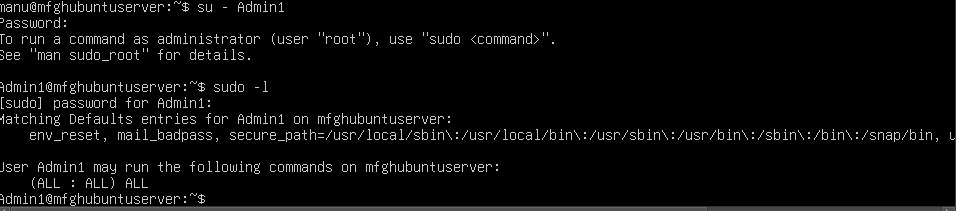 manu@mfghubuntuserver:~$ su - Admin1
Password:
To run a command as administrator (user "root"), use "sudo <command>".
See "man sudo_root" for details.

Admin1@mfghubuntuserver:~$ sudo -l
[sudo] password for Admin1:
Matching Defaults entries for Admin1 on mfghubuntuserver:
    env_reset, mail_badpass, secure_path=/usr/local/sbin\:/usr/local/bin\:/usr/sbin\:/usr/bin\:/sbin\:/bin\:/snap/bin, u

User Admin1 may run the following commands on mfghubuntuserver:
    (ALL : ALL) ALL
Admin1@mfghubuntuserver:~$